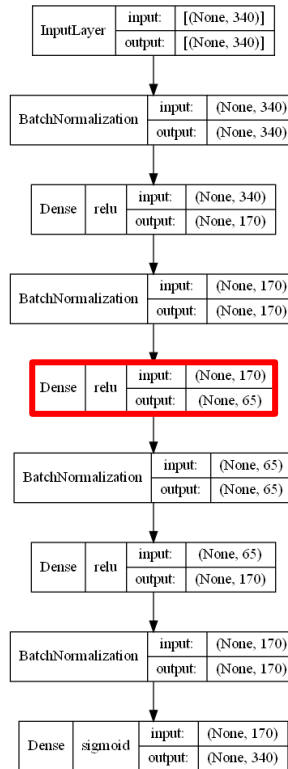 InputLayer input: [(None, 340)]
output: [(None, 340)]
BatchNormalization input: (None, 340)
output: (None, 340)
Dense relu input: (None, 340)
output: (None, 170)
BatchNormalization input: (None, 170)
output: (None, 170)
Dense relu input: (None, 170)
output: (None, 65)
BatchNormalization input: (None, 65)
output: (None, 65)
Dense relu input: (None, 65)
output: (None, 170)
BatchNormalization input: (None, 170)
output: (None, 170)
Dense sigmoid input: (None, 170)
output: (None, 340)